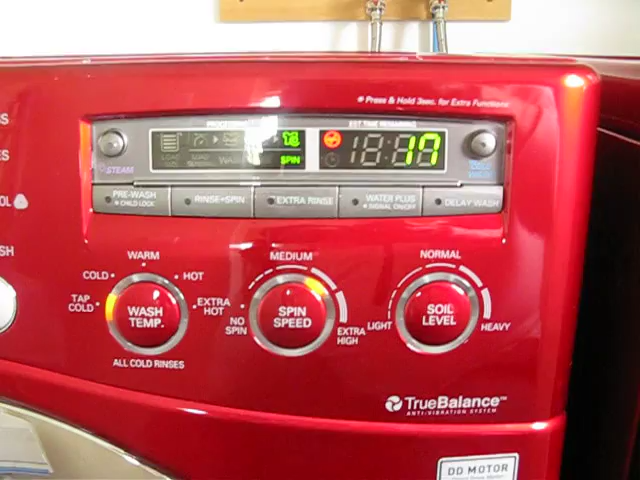 ✻ Press & Hold 3sec. for Extra Functions
EST. TIME REMAINING
STEAM
WASH
SPIN
18:88
17
PRE-WASH
• CHILD LOCK
RINSE+SPIN
EXTRA RINSE
WATER PLUS
• SIGNAL ON/OFF
DELAY WASH
WARM
COLD
HOT
TAP COLD
EXTRA HOT
WASH TEMP.
ALL COLD RINSES
MEDIUM
NO SPIN
EXTRA HIGH
SPIN SPEED
NORMAL
LIGHT
HEAVY
SOIL LEVEL
TrueBalance™
ANTI-VIBRATION SYSTEM
DD MOTOR